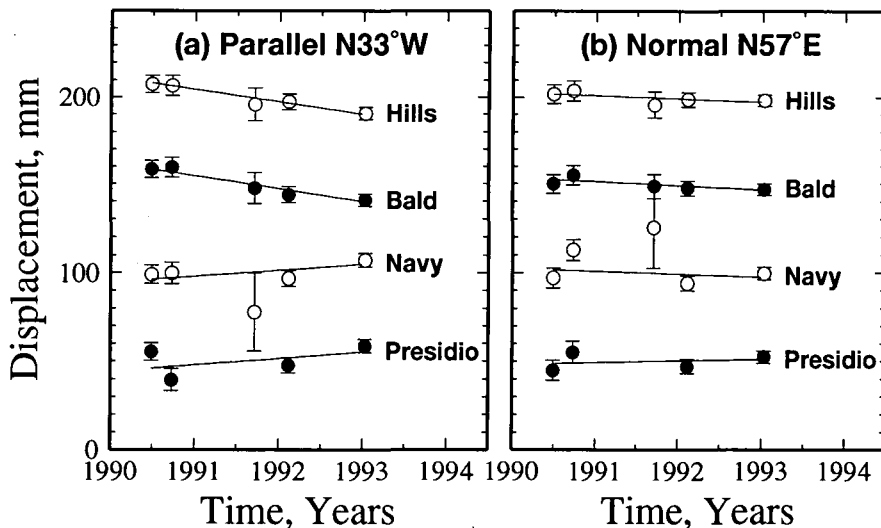 (a) Parallel N33°W
(b) Normal N57°E
Displacement, mm
200
100
0
Hills
Bald
Navy
Presidio
Hills
Bald
Navy
Presidio
1990 1991 1992 1993 1994
1990 1991 1992 1993 1994
Time, Years
Time, Years